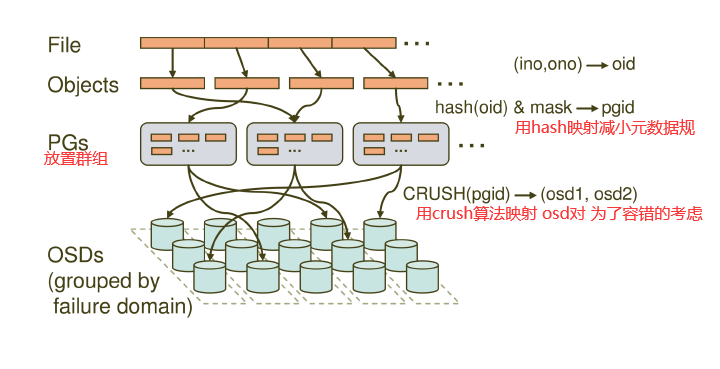 File
...
(ino,ono) → oid
Objects
...
hash(oid) & mask → pgid
用hash映射减小元数据规
PGs
...
...
...
...
放置群组
CRUSH(pgid) → (osd1, osd2)
用crush算法映射 osd对 为了容错的考虑
OSDs
(grouped by
failure domain)